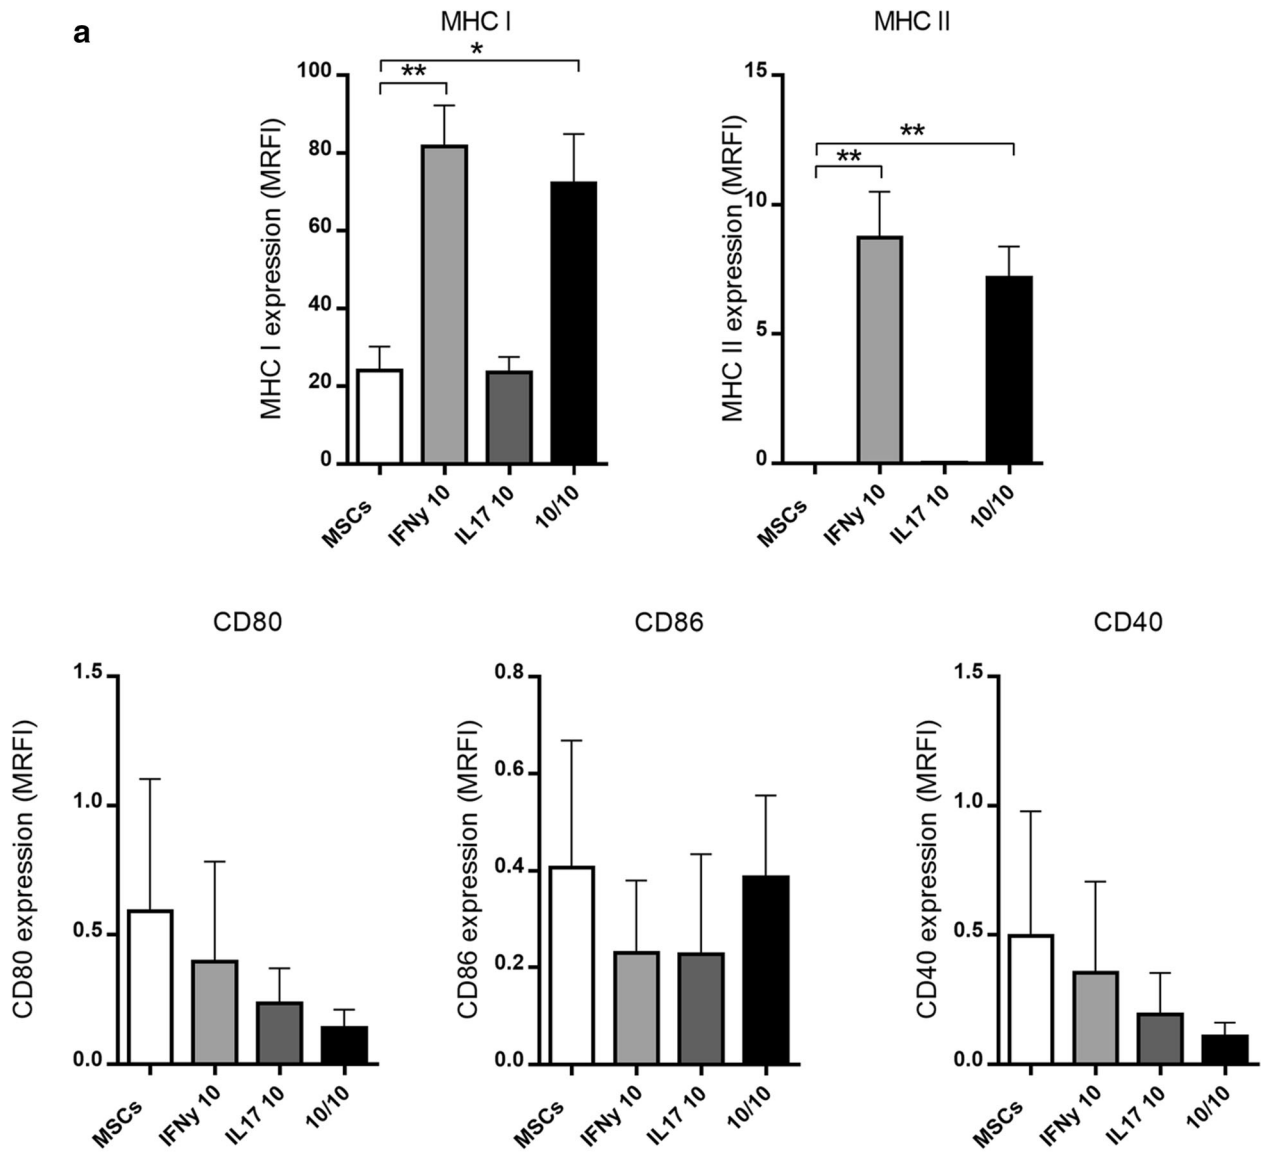 a
MHC I
MHC I expression (MRFI)
100
80
60
40
20
0
*
**
MSCs
IFNy 10
IL17 10
10/10
MHC II
MHC II expression (MRFI)
15
10
5
0
**
**
MSCs
IFNy 10
IL17 10
10/10
CD80
CD80 expression (MRFI)
1.5
1.0
0.5
0.0
MSCs
IFNy 10
IL17 10
10/10
CD86
CD86 expression (MRFI)
0.8
0.6
0.4
0.2
0.0
MSCs
IFNy 10
IL17 10
10/10
CD40
CD40 expression (MRFI)
1.5
1.0
0.5
0.0
MSCs
IFNy 10
IL17 10
10/10